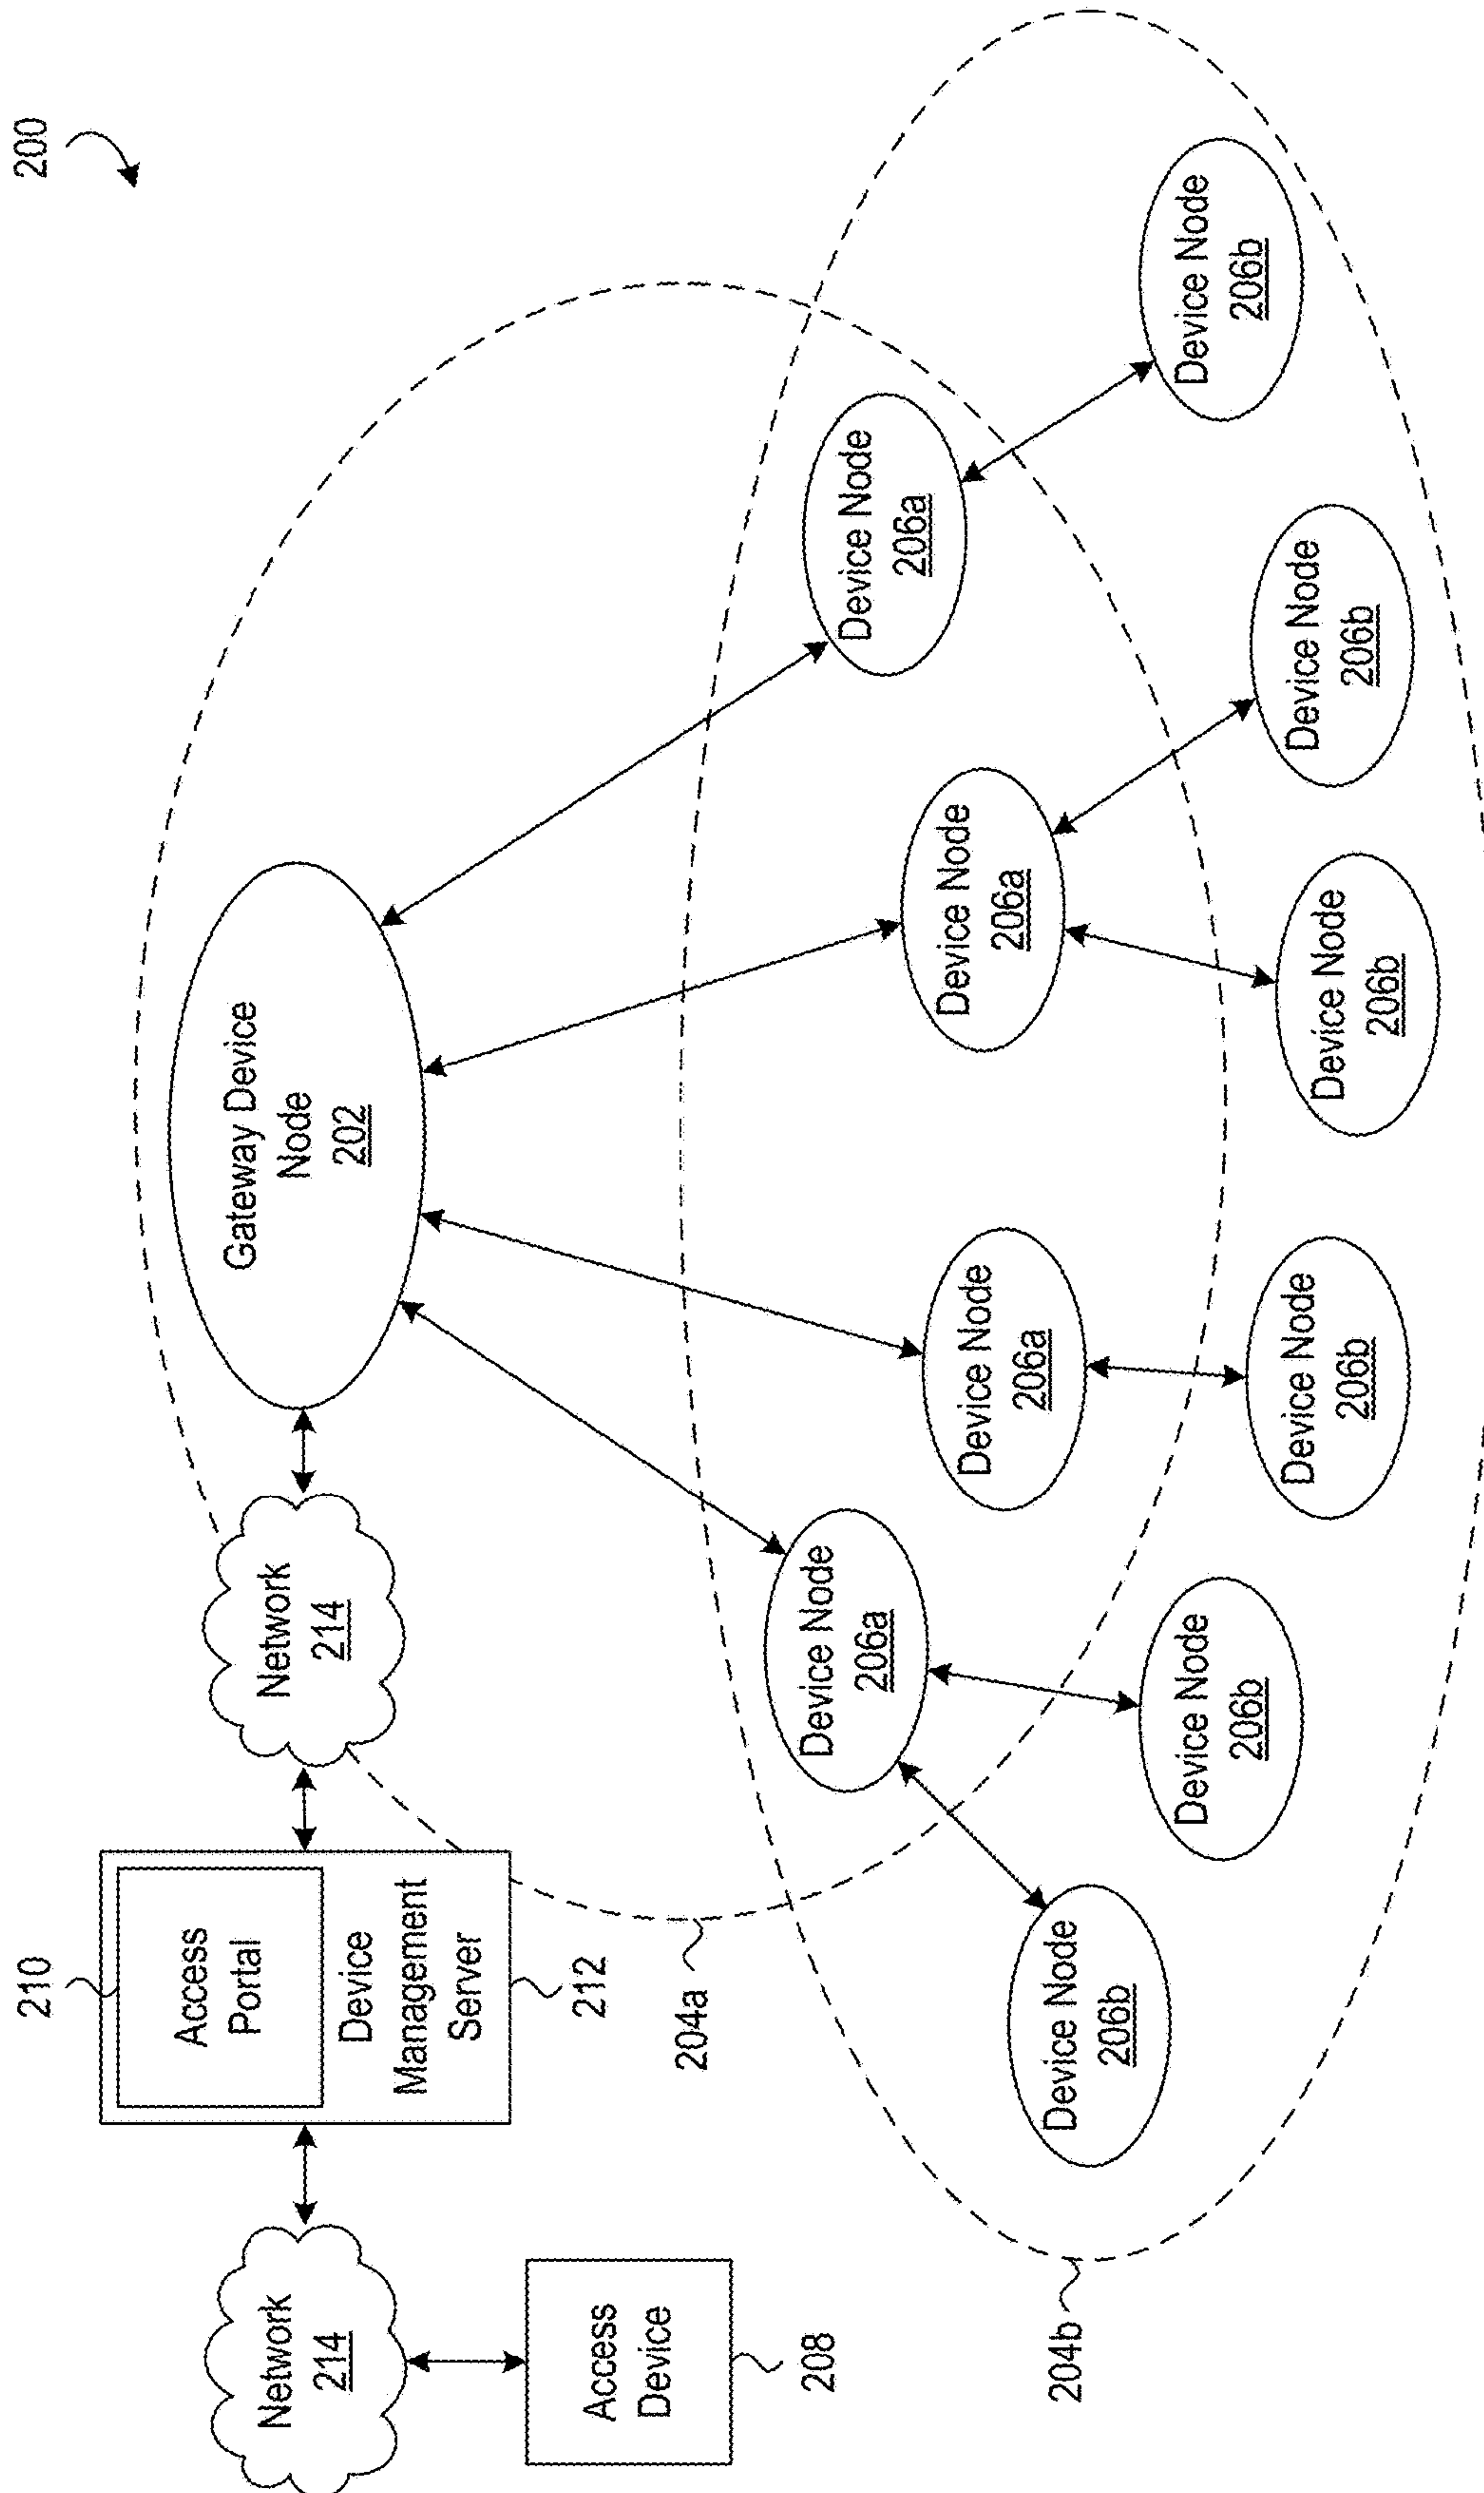 200
210
Access
Portal
Device
Management
Server
212
Network
214
Network
214
Access
Device
208
Gateway Device
Node
202
204a
204b
Device Node
206a
Device Node
206a
Device Node
206a
Device Node
206a
Device Node
206b
Device Node
206b
Device Node
206b
Device Node
206b
Device Node
206b
Device Node
206b